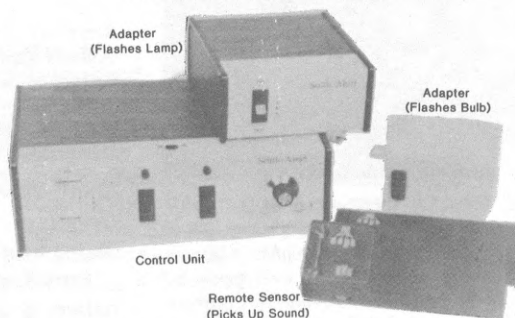 Adapter
(Flashes Lamp)
Adapter
(Flashes Bulb)
Control Unit
Remote Sensor
(Picks Up Sound)